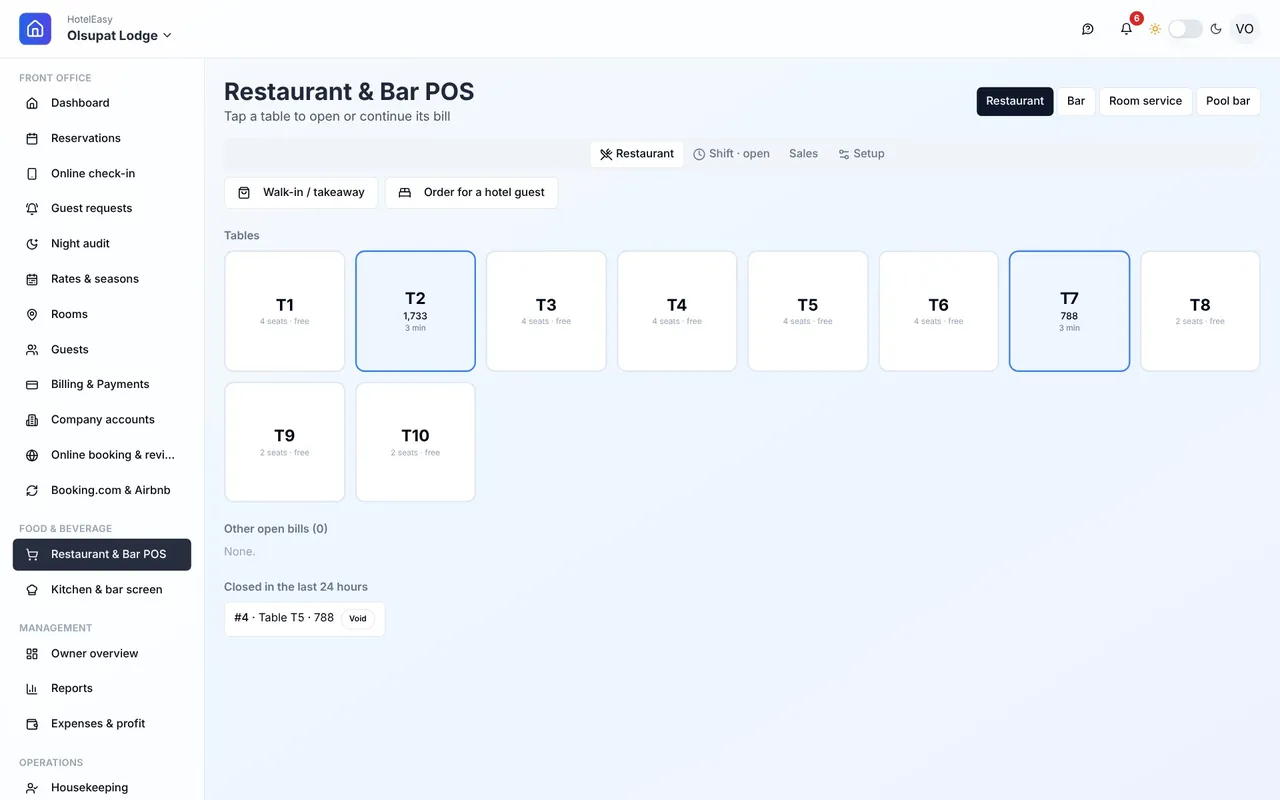 HotelEasy
Olsupat Lodge
6
VO
FRONT OFFICE
Dashboard
Reservations
Online check-in
Guest requests
Night audit
Rates & seasons
Rooms
Guests
Billing & Payments
Company accounts
Online booking & revi...
Booking.com & Airbnb
FOOD & BEVERAGE
Restaurant & Bar POS
Kitchen & bar screen
MANAGEMENT
Owner overview
Reports
Expenses & profit
OPERATIONS
Housekeeping
Restaurant & Bar POS
Tap a table to open or continue its bill
Restaurant
Bar
Room service
Pool bar
Restaurant
Shift · open
Sales
Setup
Walk-in / takeaway
Order for a hotel guest
Tables
T1
4 seats · free
T2
1,733
3 min
T3
4 seats · free
T4
4 seats · free
T5
4 seats · free
T6
4 seats · free
T7
788
3 min
T8
2 seats · free
T9
2 seats · free
T10
2 seats · free
Other open bills (0)
None.
Closed in the last 24 hours
#4 · Table T5 · 788 Void